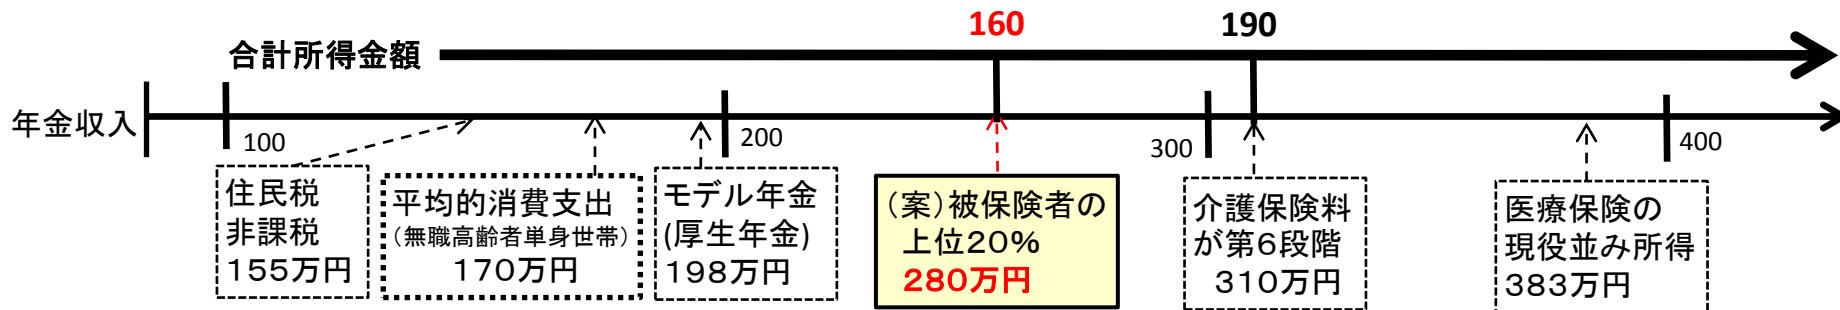 160
190
合計所得金額
年金収入
100
200
300
400
住民税
非課税
155万円
平均的消費支出
（無職高齢者単身世帯）
170万円
モデル年金
(厚生年金)
198万円
（案）被保険者の
上位20%
280万円
介護保険料
が第6段階
310万円
医療保険の
現役並み所得
383万円